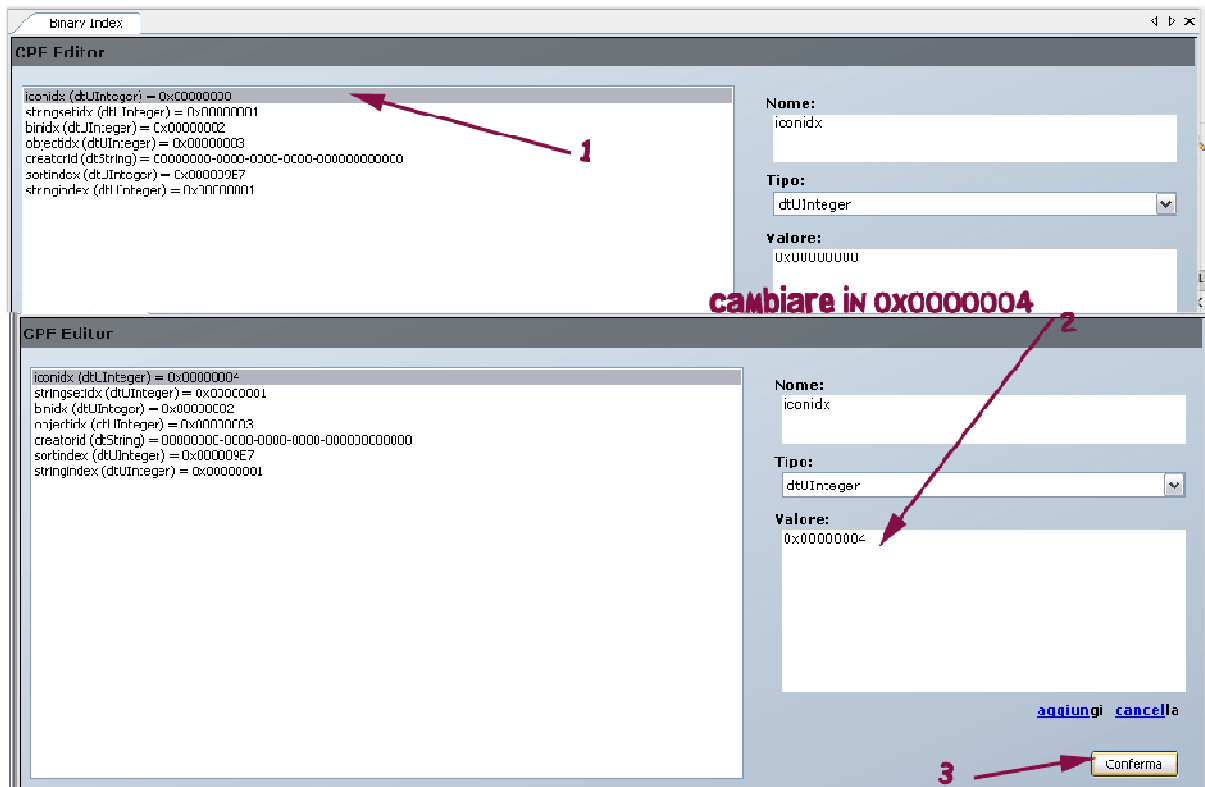 Binary Index
CPF Editor
iconidx (dtUInteger) = 0x00000000
stringsetidx (dtUInteger) = 0x00000001
binidx (dtUInteger) = 0x00000002
objectidx (dtUInteger) = 0x00000003
creatorid (dtString) = 00000000-0000-0000-0000-000000000000
sortindex (dtUInteger) = 0x000009E7
stringindex (dtUInteger) = 0x00000001
1
Nome:
iconidx
Tipo:
dtUInteger
Valore:
0x00000000
cambiare in 0x0000004
2
CPF Editor
iconidx (dtUInteger) = 0x00000004
stringsetidx (dtUInteger) = 0x00000001
binidx (dtUInteger) = 0x00000002
objectidx (dtUInteger) = 0x00000003
creatorid (dtString) = 00000000-0000-0000-0000-000000000000
sortindex (dtUInteger) = 0x000009E7
stringindex (dtUInteger) = 0x00000001
Nome:
iconidx
Tipo:
dtUInteger
Valore:
0x00000004
aggiungi cancella
Conferma
3